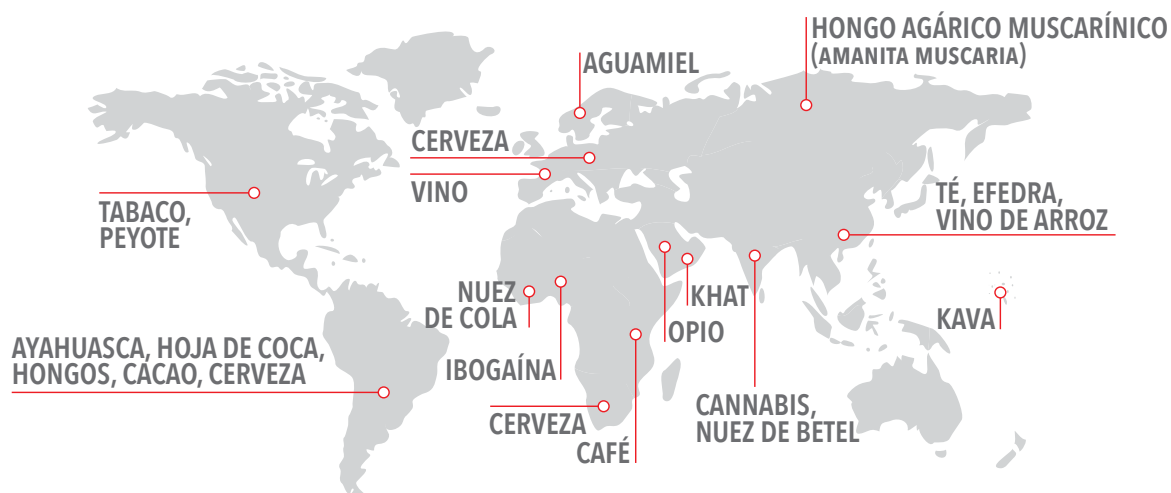 HONGO AGÁRICO MUSCARÍNICO
(AMANITA MUSCARIA)
AGUAMIEL
CERVEZA
VINO
TABACO,
PEYOTE
TÉ, EFEDRA,
VINO DE ARROZ
NUEZ
DE COLA
KHAT
OPIO
KAVA
AYAHUASCA, HOJA DE COCA,
HONGOS, CACAO, CERVEZA
IBOGAÍNA
CERVEZA
CAFÉ
CANNABIS,
NUEZ DE BETEL